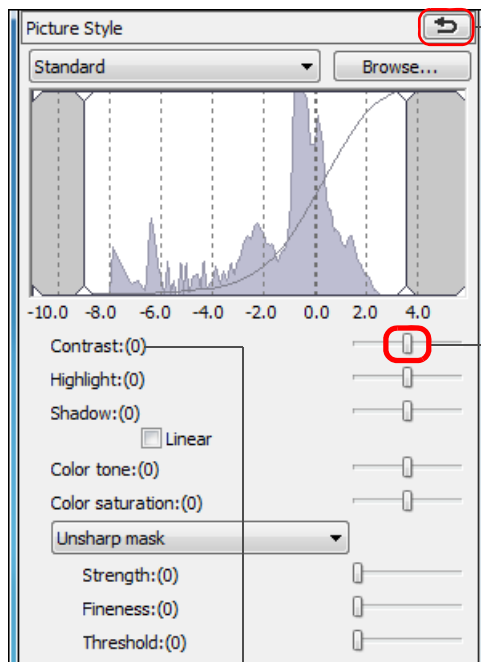 Picture Style
Standard Browse...
-10.0 -8.0 -6.0 -4.0 -2.0 0.0 2.0 4.0
Contrast:(0)
Highlight:(0)
Shadow:(0)
Linear
Color tone:(0)
Color saturation:(0)
Unsharp mask
Strength:(0)
Fineness:(0)
Threshold:(0)